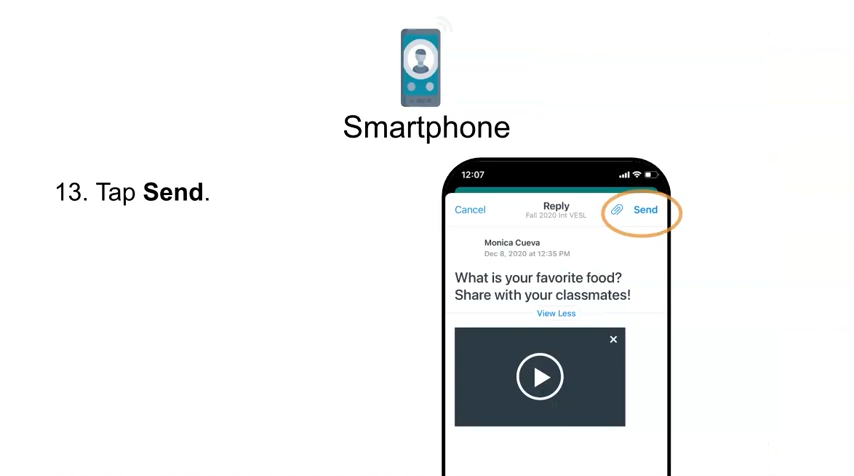 Smartphone
13. Tap Send.
12:07
Cancel Reply Send
Fall 2020 Int VESL
Monica Cueva
Dec 8, 2020 at 12:35 PM
What is your favorite food?
Share with your classmates!
View Less